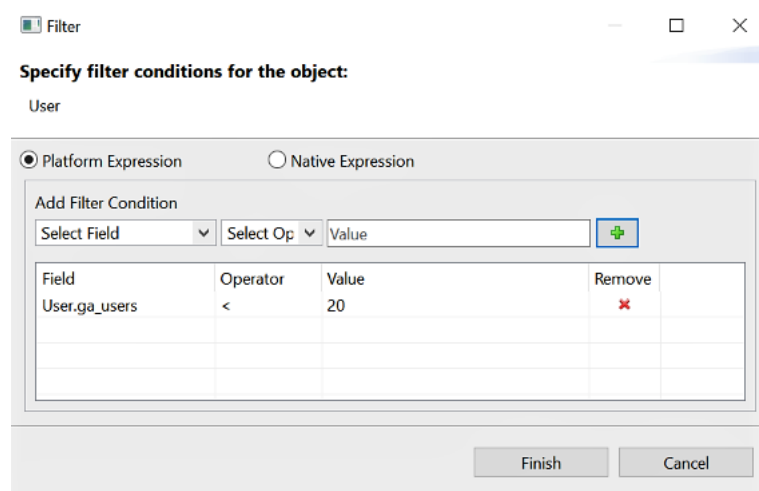 Filter
Specify filter conditions for the object:
User
Platform Expression Native Expression
Add Filter Condition
Select Field Select Op Value
Field Operator Value Remove
User.ga_users < 20
Finish Cancel